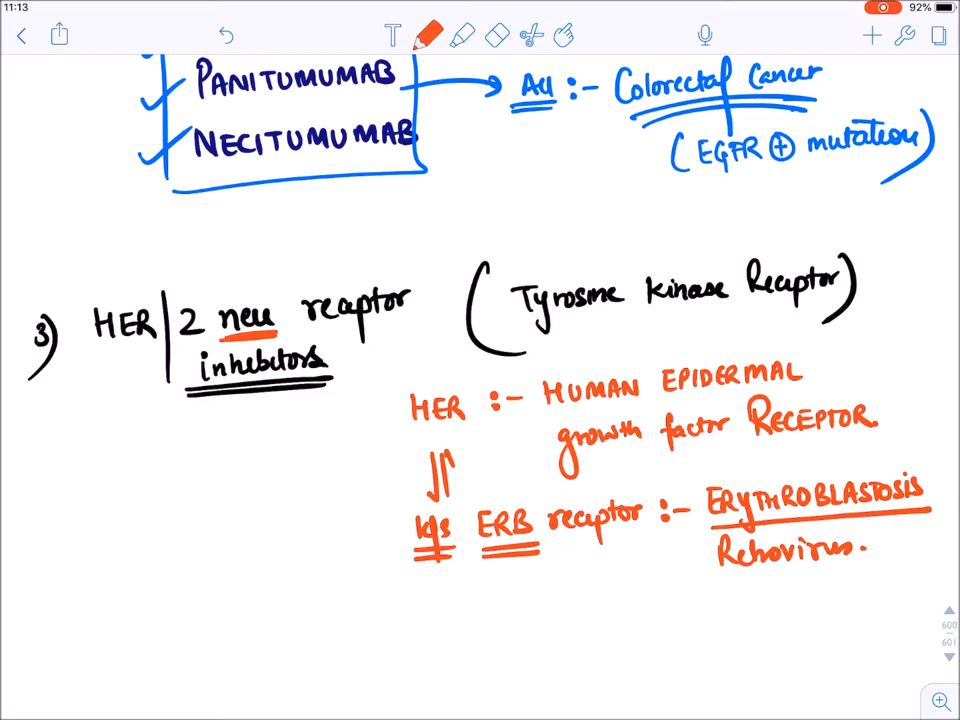 11:13
92%
T
PANITUMUMAB → All :- Colorectal Cancer
NECITUMUMAB (EGFR ⊕ mutation)
3) HER|2 neu receptor (Tyrosine kinase Receptor)
inhibitors
HER :- HUMAN EPIDERMAL
growth factor RECEPTOR.
k/s ERB receptor :- ERYTHROBLASTOSIS
Retrovirus.
600
601